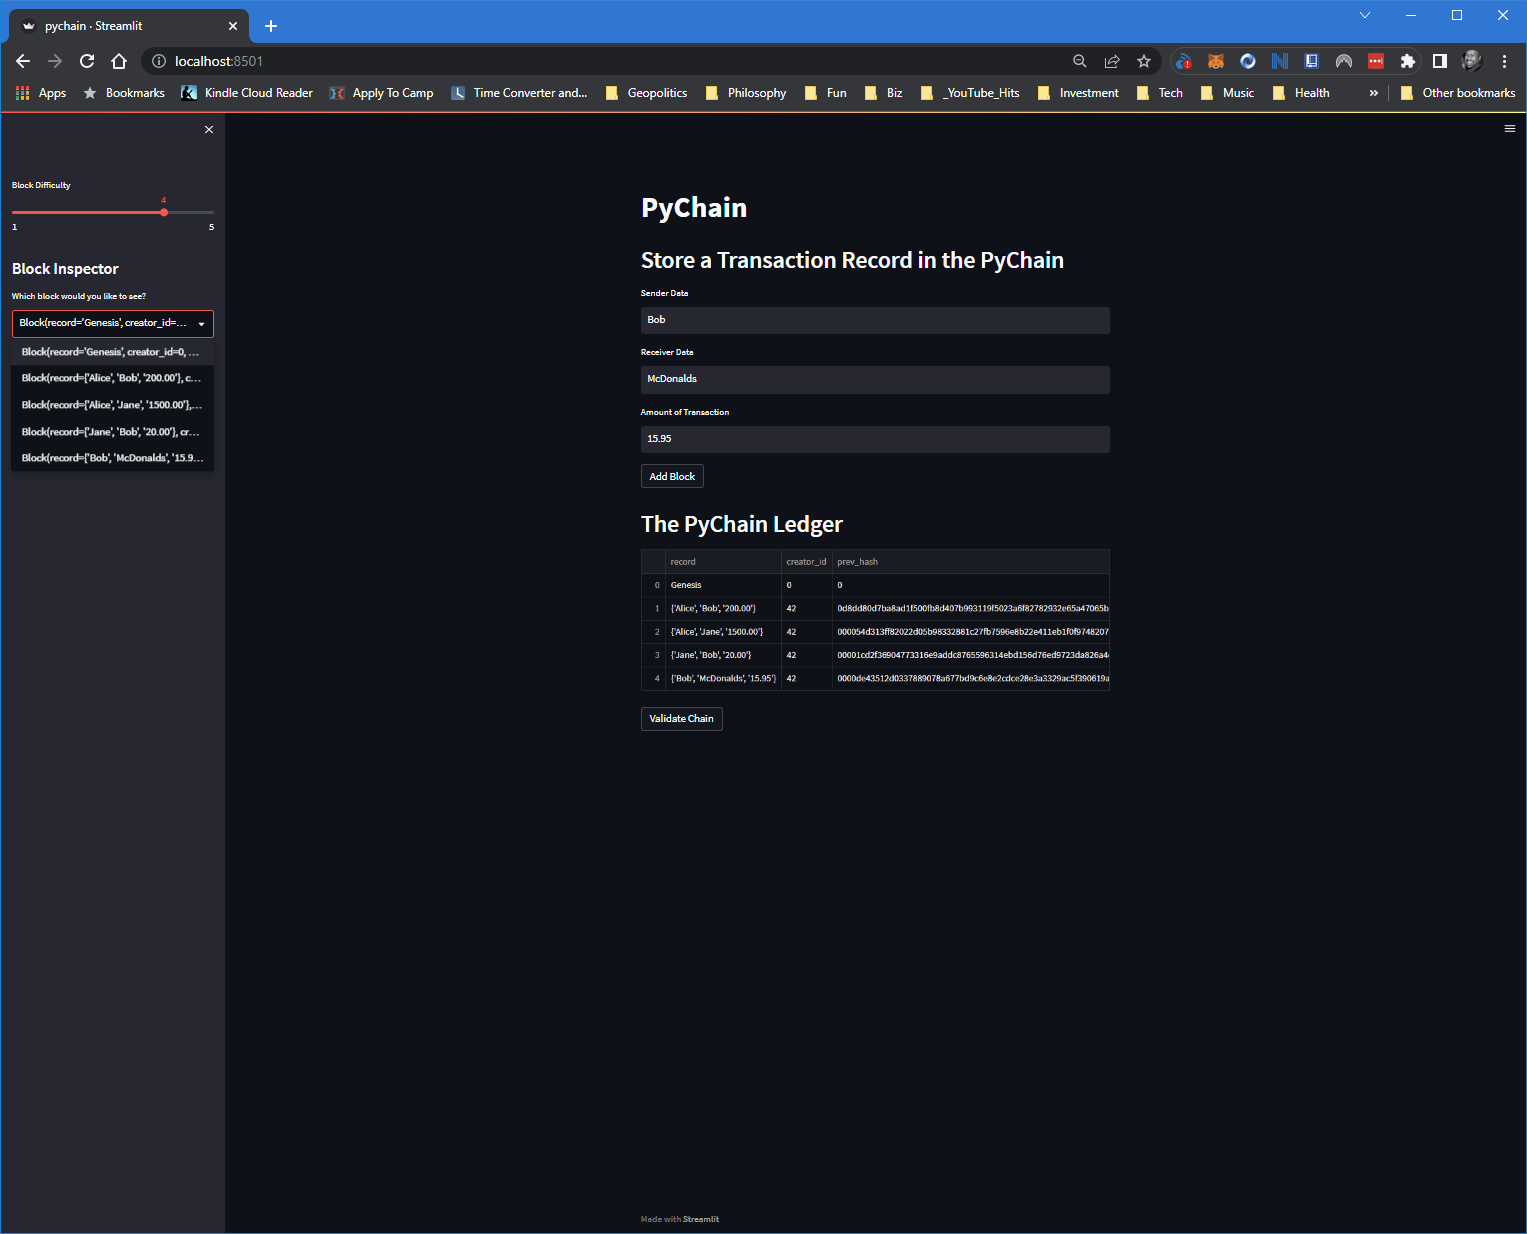 pychain · Streamlit
localhost:8501
Apps
Bookmarks
Kindle Cloud Reader
Apply To Camp
Time Converter and...
Geopolitics
Philosophy
Fun
Biz
_YouTube_Hits
Investment
Tech
Music
Health
»
Other bookmarks
Block Difficulty
4
1 5
Block Inspector
Which block would you like to see?
Block(record='Genesis', creator_id=...
Block(record='Genesis', creator_id=0, ...
Block(record={'Alice', 'Bob', '200.00'}, c...
Block(record={'Alice', 'Jane', '1500.00'},...
Block(record={'Jane', 'Bob', '20.00'}, cr...
Block(record={'Bob', 'McDonalds', '15.9...
PyChain
Store a Transaction Record in the PyChain
Sender Data
Bob
Receiver Data
McDonalds
Amount of Transaction
15.95
Add Block
The PyChain Ledger
record creator_id prev_hash
0 Genesis 0 0
1 {'Alice', 'Bob', '200.00'} 42 0d8dd80d7ba8ad1f500fb8d407b993119f5023a6f82782932e65a47065b
2 {'Alice', 'Jane', '1500.00'} 42 000054d313ff82022d05b98332881c27fb7596e8b22e411eb1f0f9748207
3 {'Jane', 'Bob', '20.00'} 42 00001cd2f36904773316e9addc8765596314ebd156d76ed9723da826a4
4 {'Bob', 'McDonalds', '15.95'} 42 0000de43512d0337889078a677bd9c6e8e2cdce28e3a3329ac5f390619a
Validate Chain
Made with Streamlit